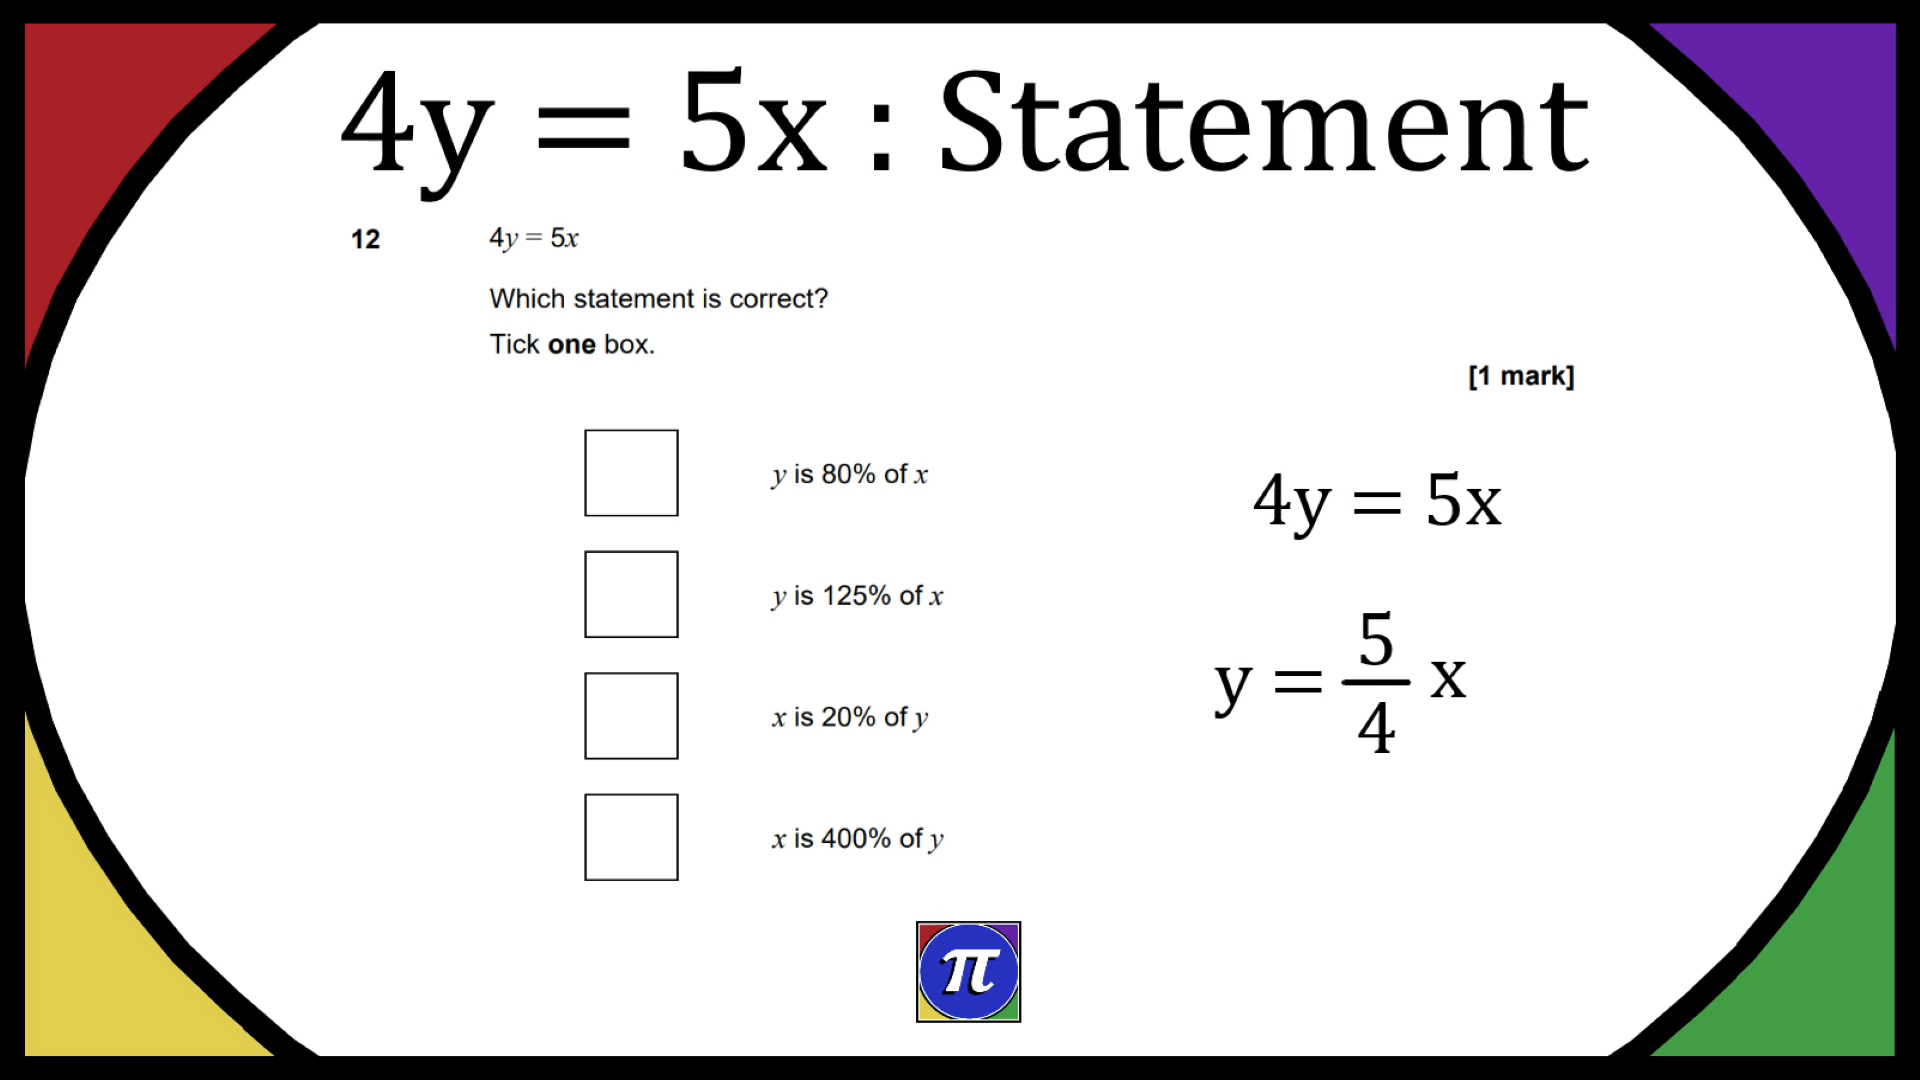 4y = 5x : Statement
12 4y = 5x
Which statement is correct?
Tick one box.
[1 mark]
y is 80% of x
y is 125% of x
x is 20% of y
x is 400% of y
4y = 5x
y = 5/4 x
π